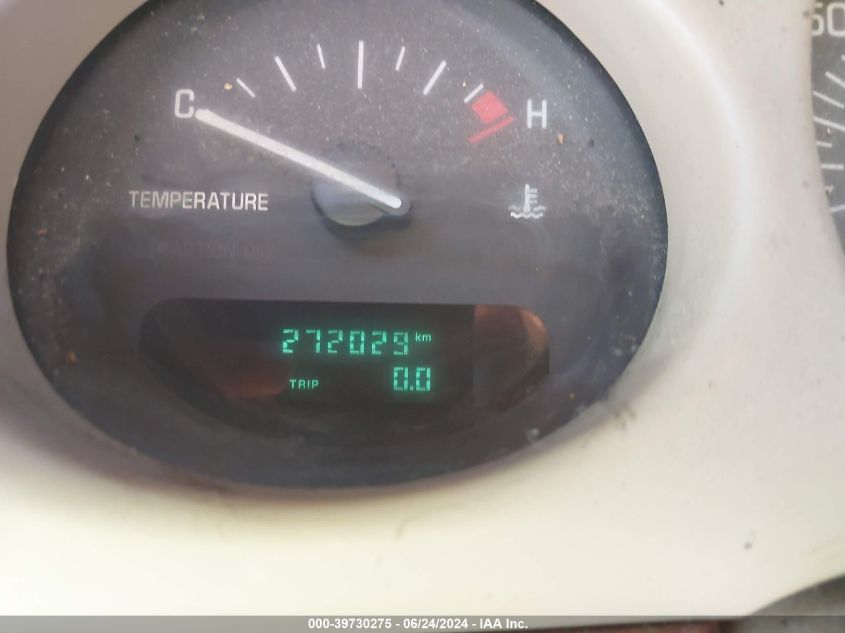 C
H
TEMPERATURE
272029 km
TRIP 0.0
000-39730275 - 06/24/2024 - IAA Inc.